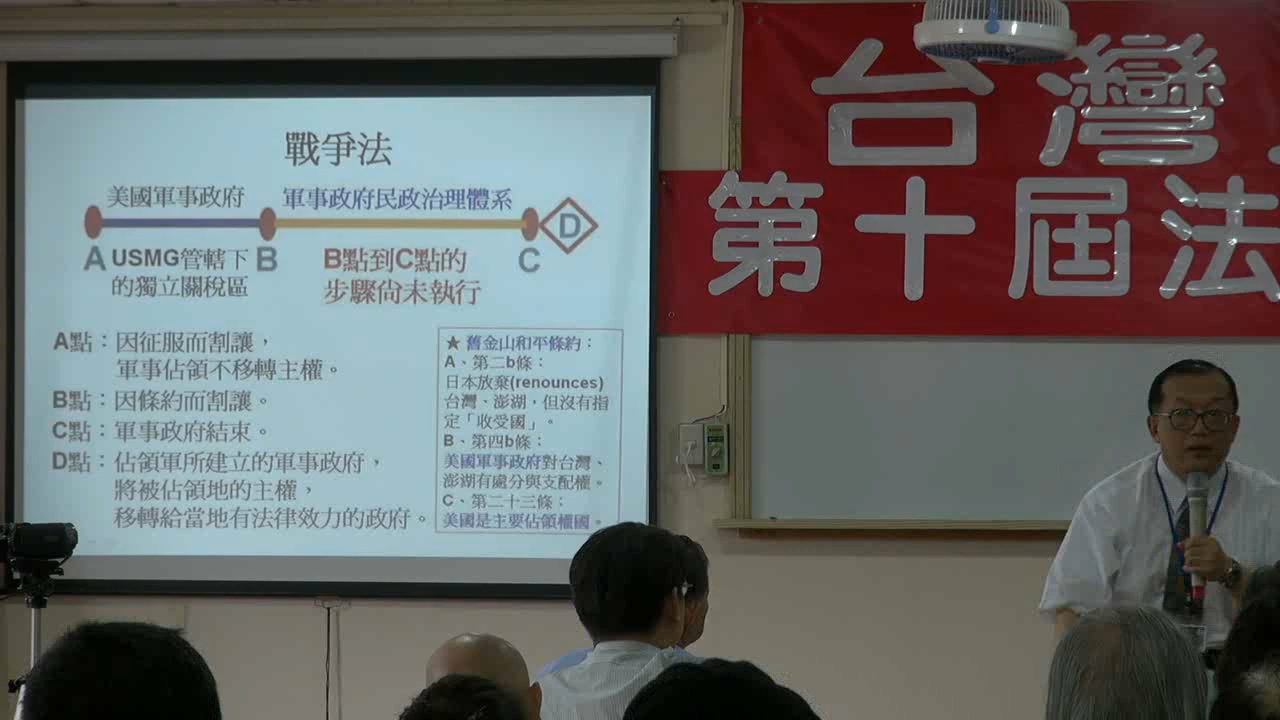 戰爭法
美國軍事政府
軍事政府民政治理體系
D
A
USMG管轄下
的獨立關稅區
B
B點到C點的
步驟尚未執行
C
A點：因征服而割讓，
軍事佔領不移轉主權。
B點：因條約而割讓。
C點：軍事政府結束。
D點：佔領軍所建立的軍事政府，
將被佔領地的主權，
移轉給當地有法律效力的政府。
★ 舊金山和平條約：
A、第二b條：
日本放棄(renounces)
台灣、澎湖，但沒有指
定「收受國」。
B、第四b條：
美國軍事政府對台灣、
澎湖有處分與支配權。
C、第二十三條：
美國是主要佔領權國。
台灣
第十屆法